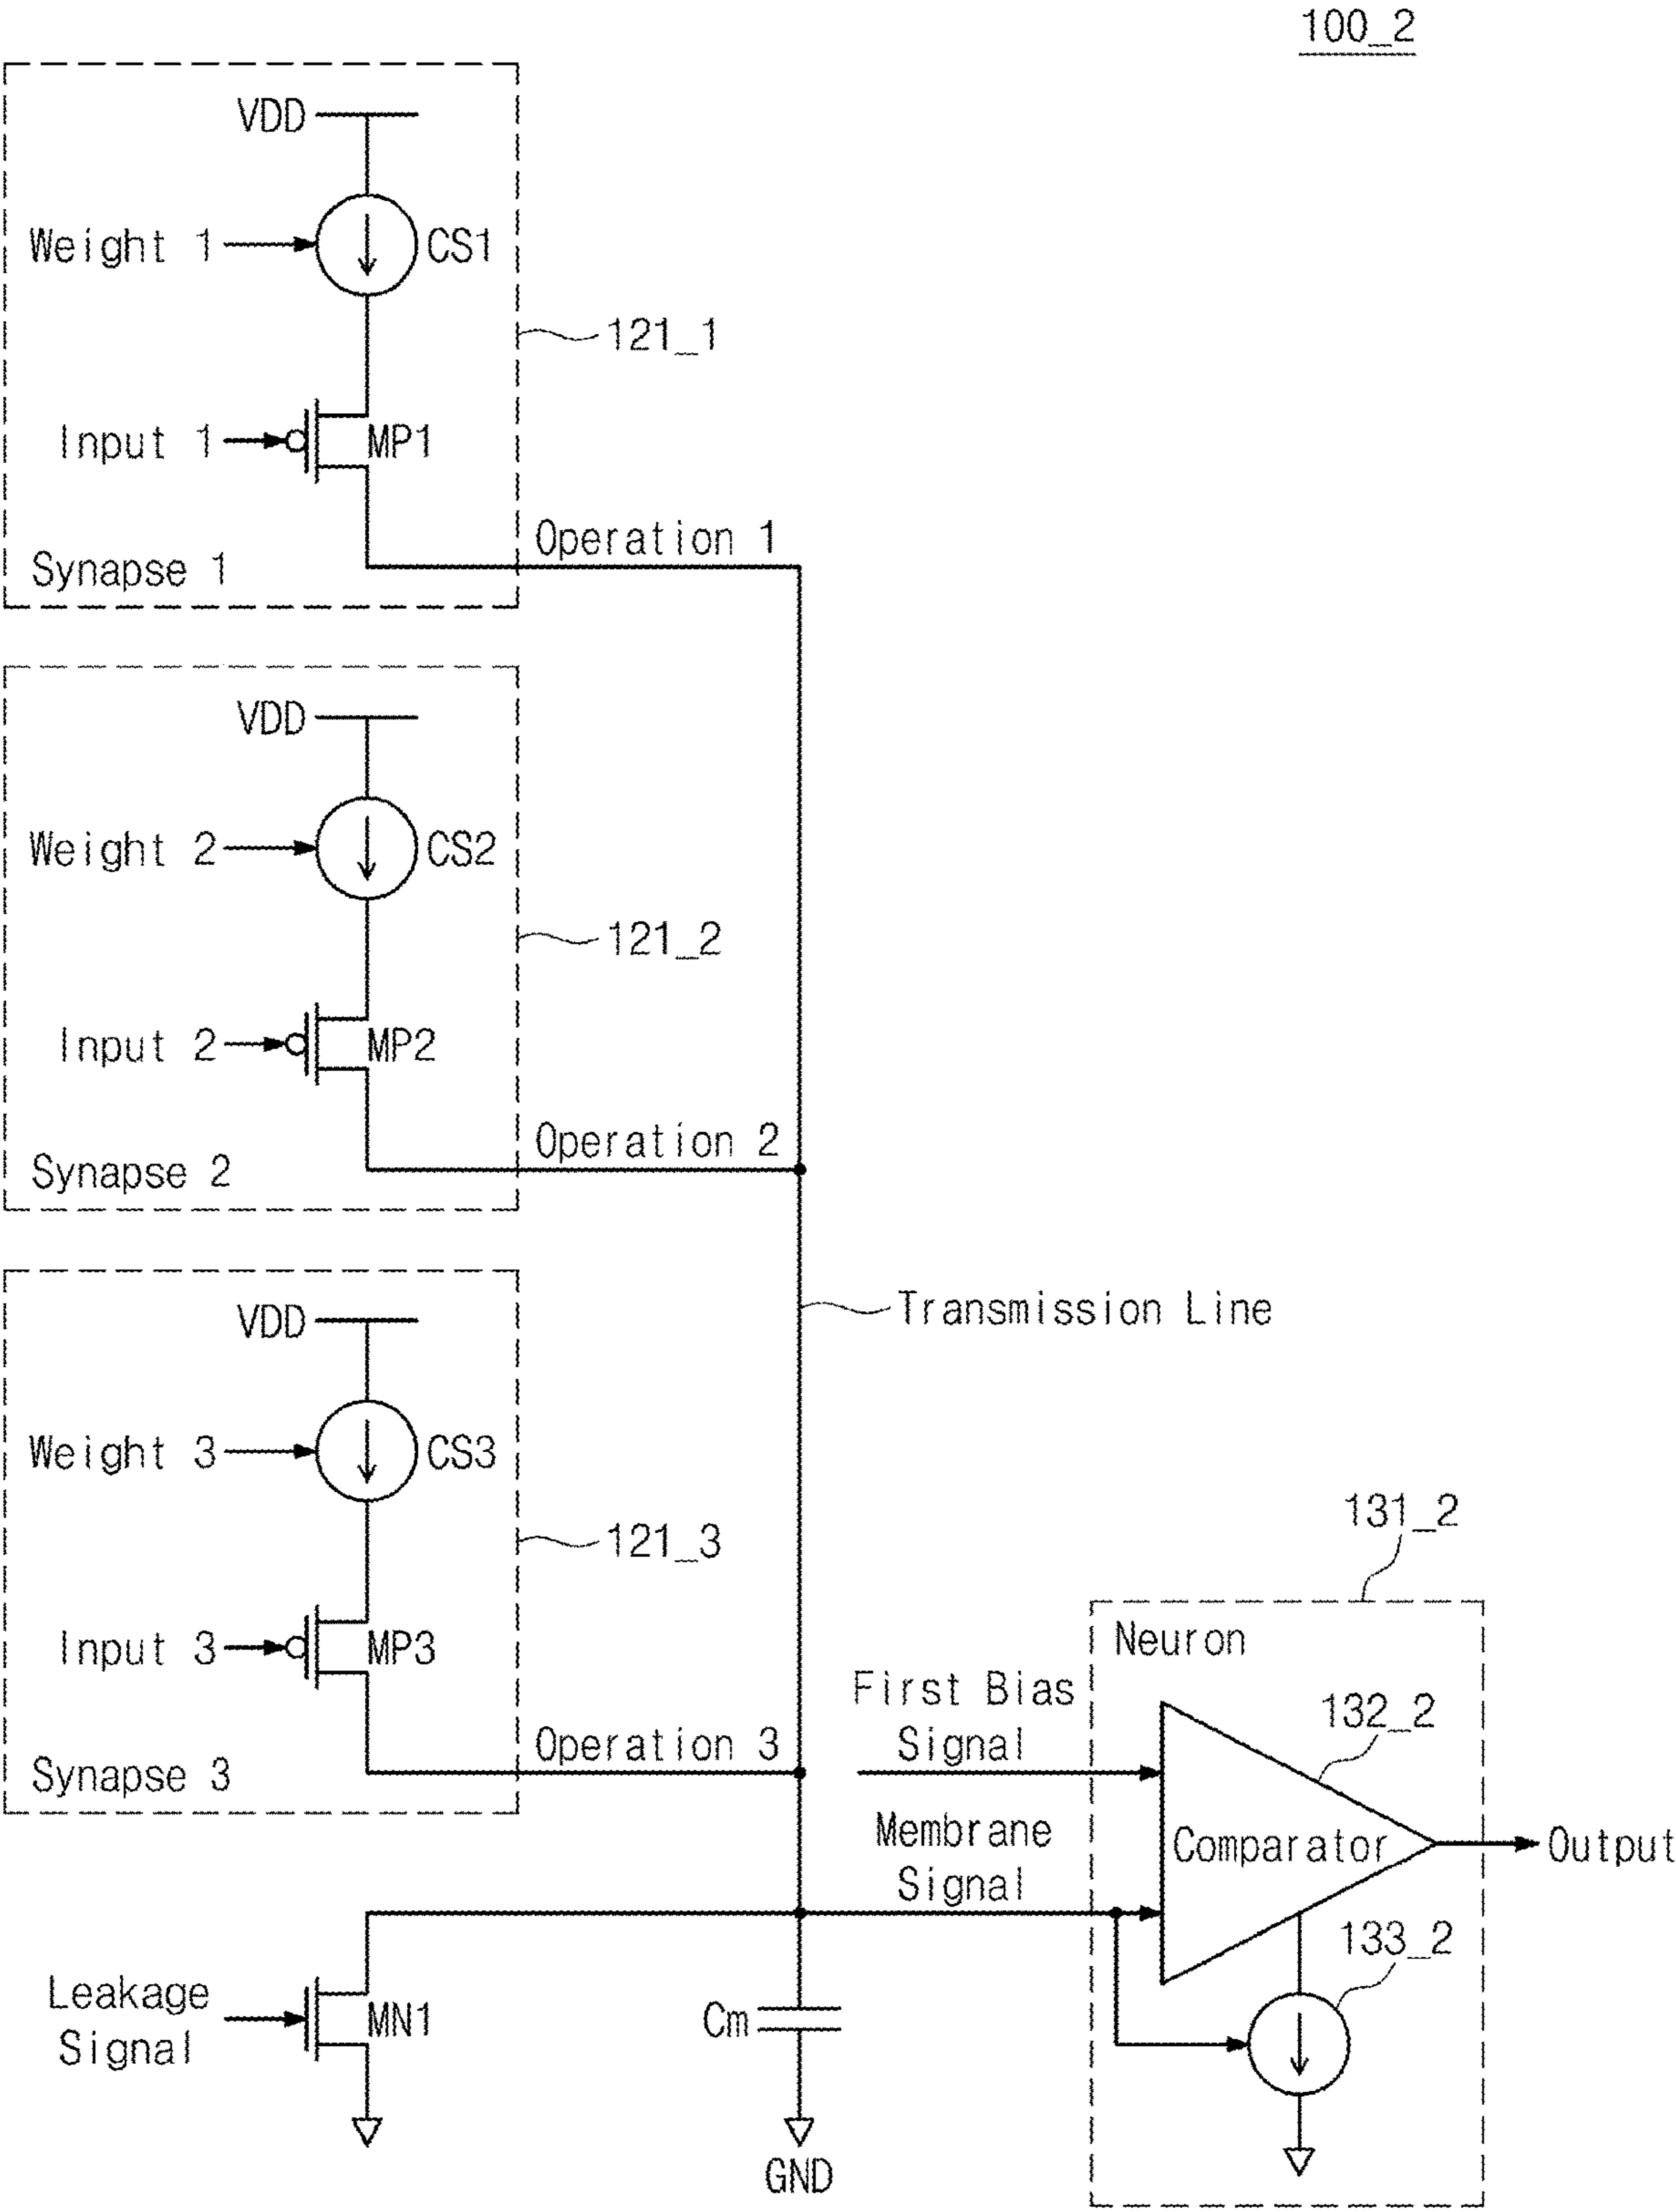 100_2
VDD
Weight 1
CS1
121_1
Input 1
MP1
Operation 1
Synapse 1
VDD
Weight 2
CS2
121_2
Input 2
MP2
Operation 2
Synapse 2
Transmission Line
VDD
Weight 3
CS3
121_3
Input 3
MP3
Operation 3
Synapse 3
131_2
Neuron
First Bias
Signal
132_2
Membrane
Signal
Comparator
Output
133_2
Leakage
Signal
MN1
Cm
GND